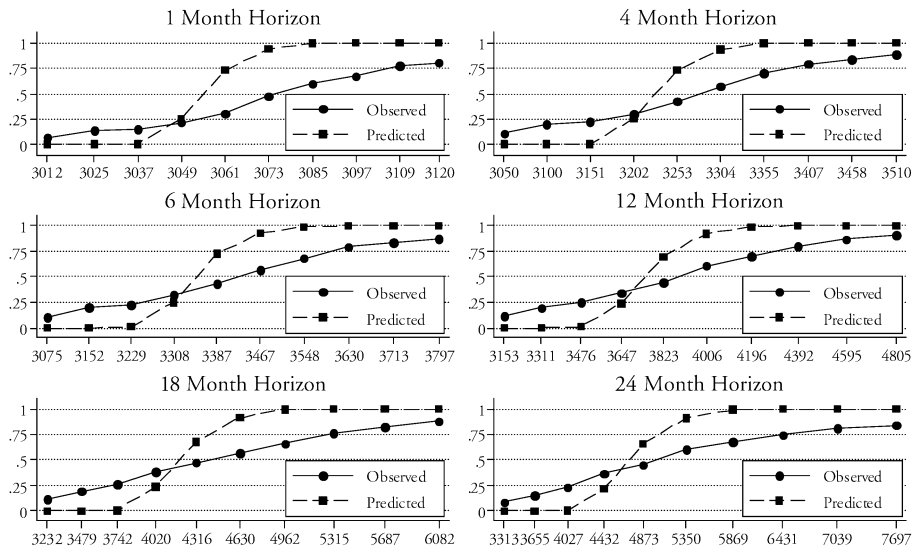 1 Month Horizon
1
.75
.5
.25
0
Observed
Predicted
3012 3025 3037 3049 3061 3073 3085 3097 3109 3120
4 Month Horizon
1
.75
.5
.25
0
Observed
Predicted
3050 3100 3151 3202 3253 3304 3355 3407 3458 3510
6 Month Horizon
1
.75
.5
.25
0
Observed
Predicted
3075 3152 3229 3308 3387 3467 3548 3630 3713 3797
12 Month Horizon
1
.75
.5
.25
0
Observed
Predicted
3153 3311 3476 3647 3823 4006 4196 4392 4595 4805
18 Month Horizon
1
.75
.5
.25
0
Observed
Predicted
3232 3479 3742 4020 4316 4630 4962 5315 5687 6082
24 Month Horizon
1
.75
.5
.25
0
Observed
Predicted
3313 3655 4027 4432 4873 5350 5869 6431 7039 7697